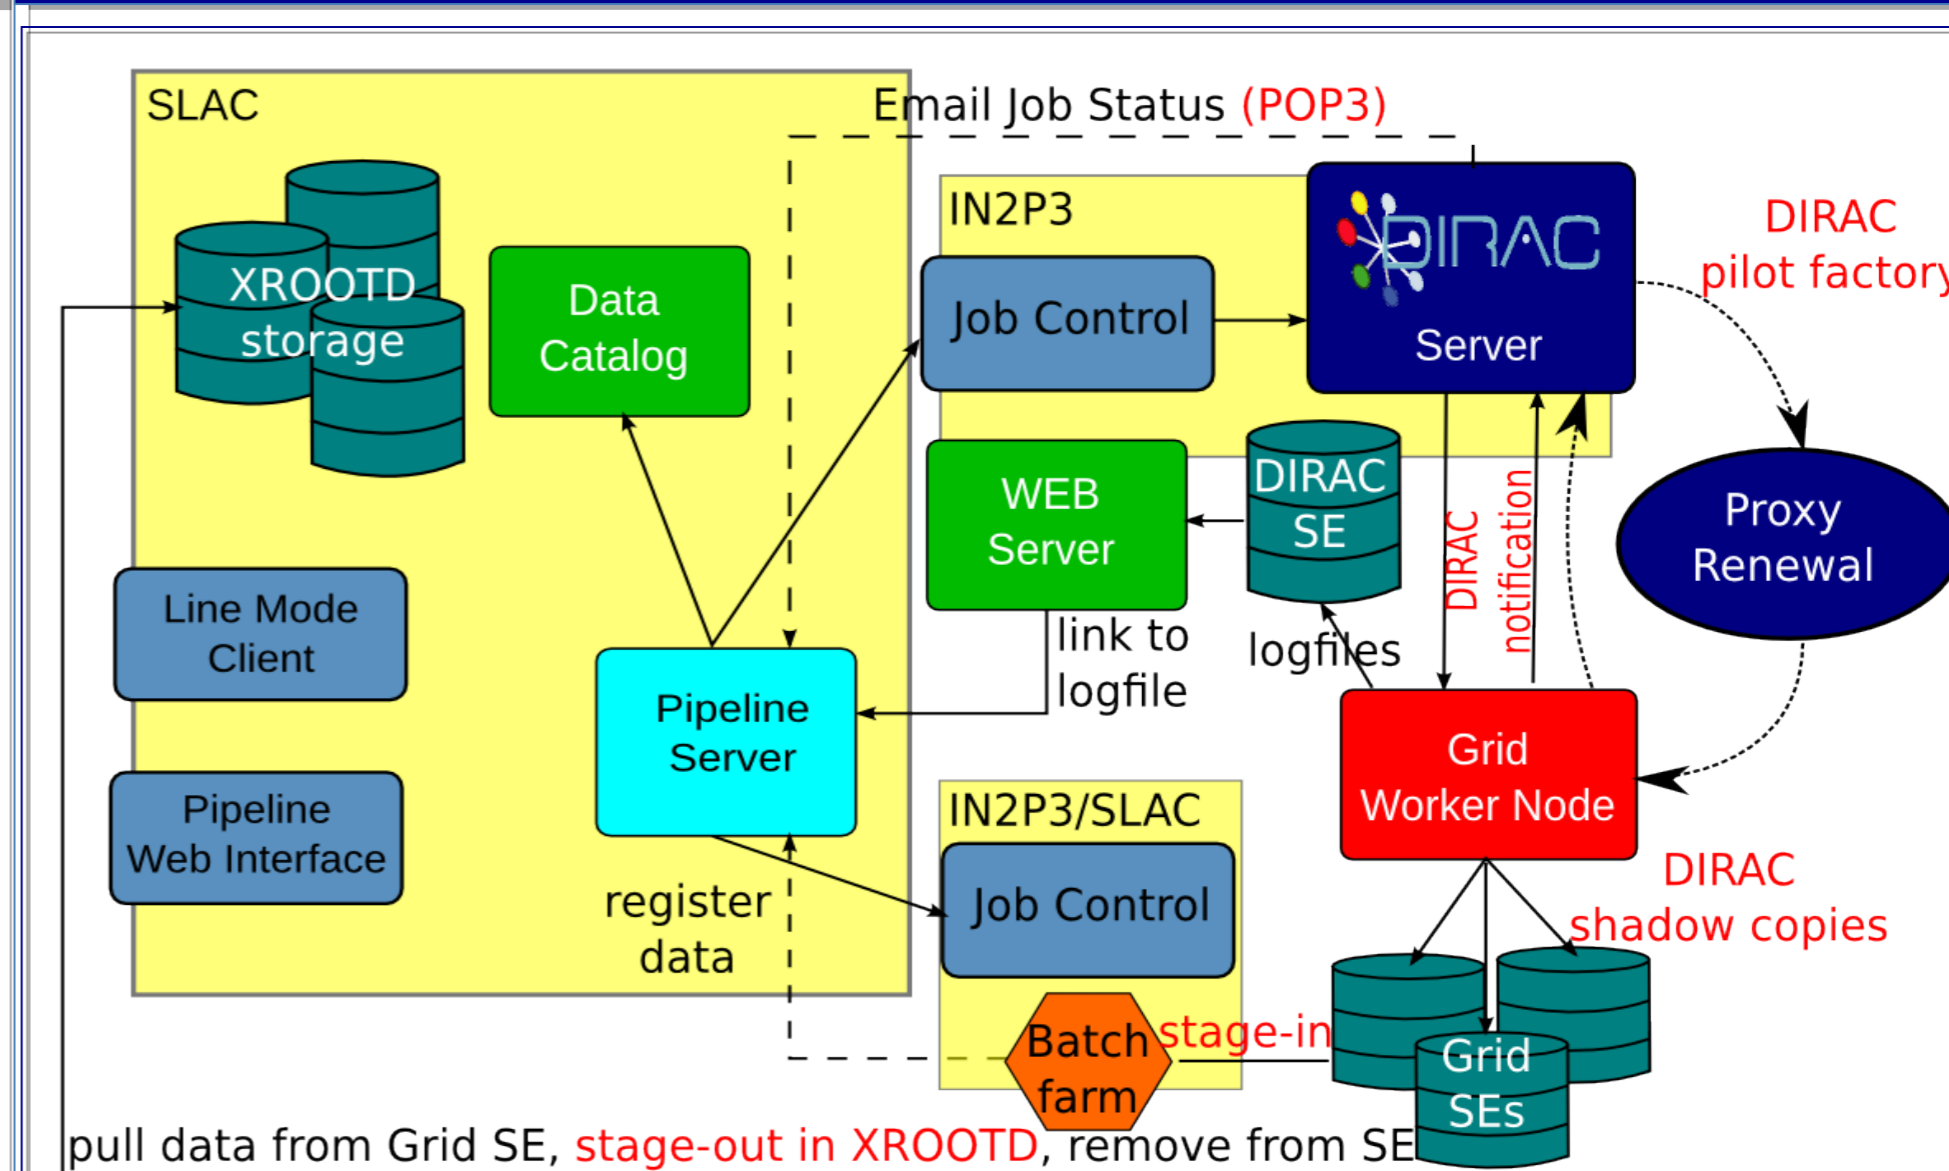 SLAC
Email Job Status (POP3)
XROOTD
storage
Data
Catalog
IN2P3
Job Control
DIRAC
Server
DIRAC
pilot factory
WEB
Server
DIRAC
SE
DIRAC
notification
Proxy
Renewal
Line Mode
Client
Pipeline
Server
link to
logfile
logfiles
Grid
Worker Node
Pipeline
Web Interface
register
data
IN2P3/SLAC
Job Control
DIRAC
shadow copies
Batch
farm
stage-in
Grid
SEs
pull data from Grid SE, stage-out in XROOTD, remove from SE